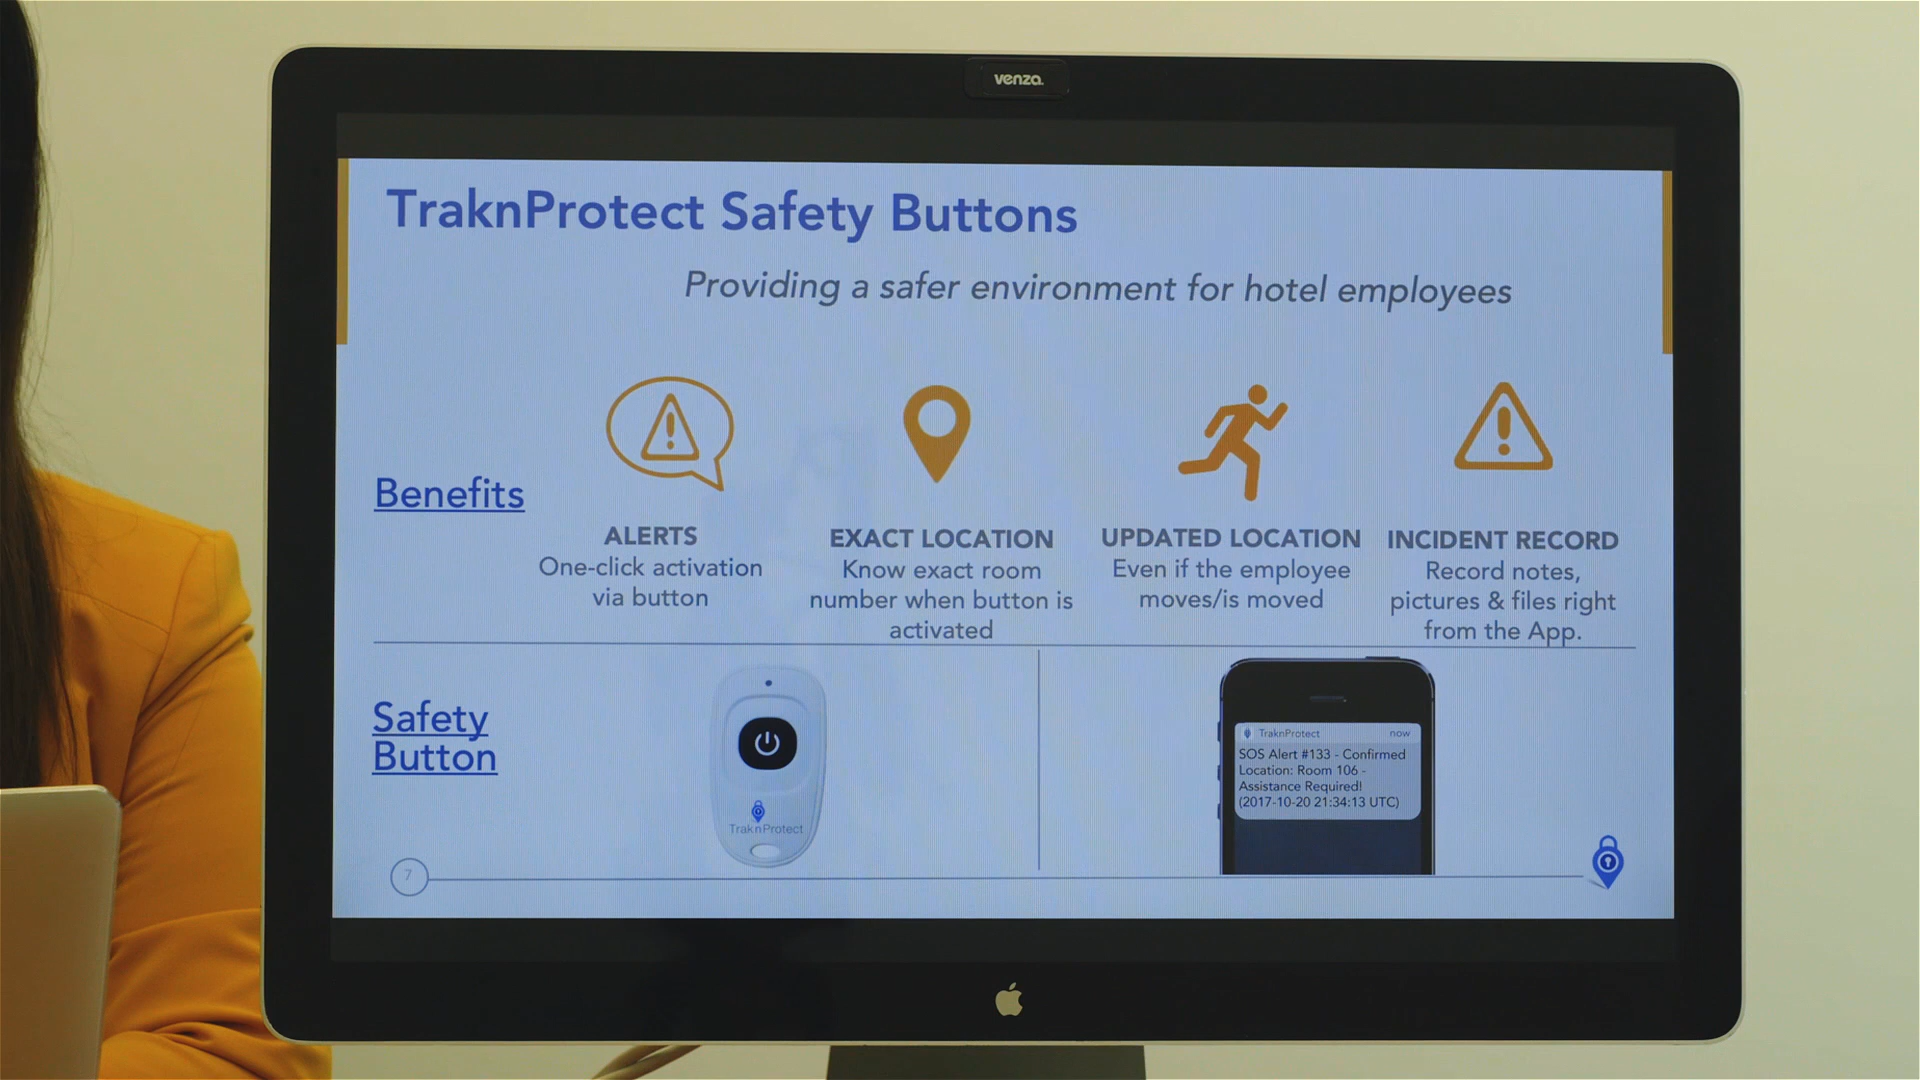 venza.
TraknProtect Safety Buttons
Providing a safer environment for hotel employees
Benefits
ALERTS
One-click activation
via button
EXACT LOCATION
Know exact room
number when button is
activated
UPDATED LOCATION
Even if the employee
moves/is moved
INCIDENT RECORD
Record notes,
pictures & files right
from the App.
Safety
Button
TraknProtect
TraknProtect now
SOS Alert #133 - Confirmed
Location: Room 106 -
Assistance Required!
(2017-10-20 21:34:13 UTC)
7